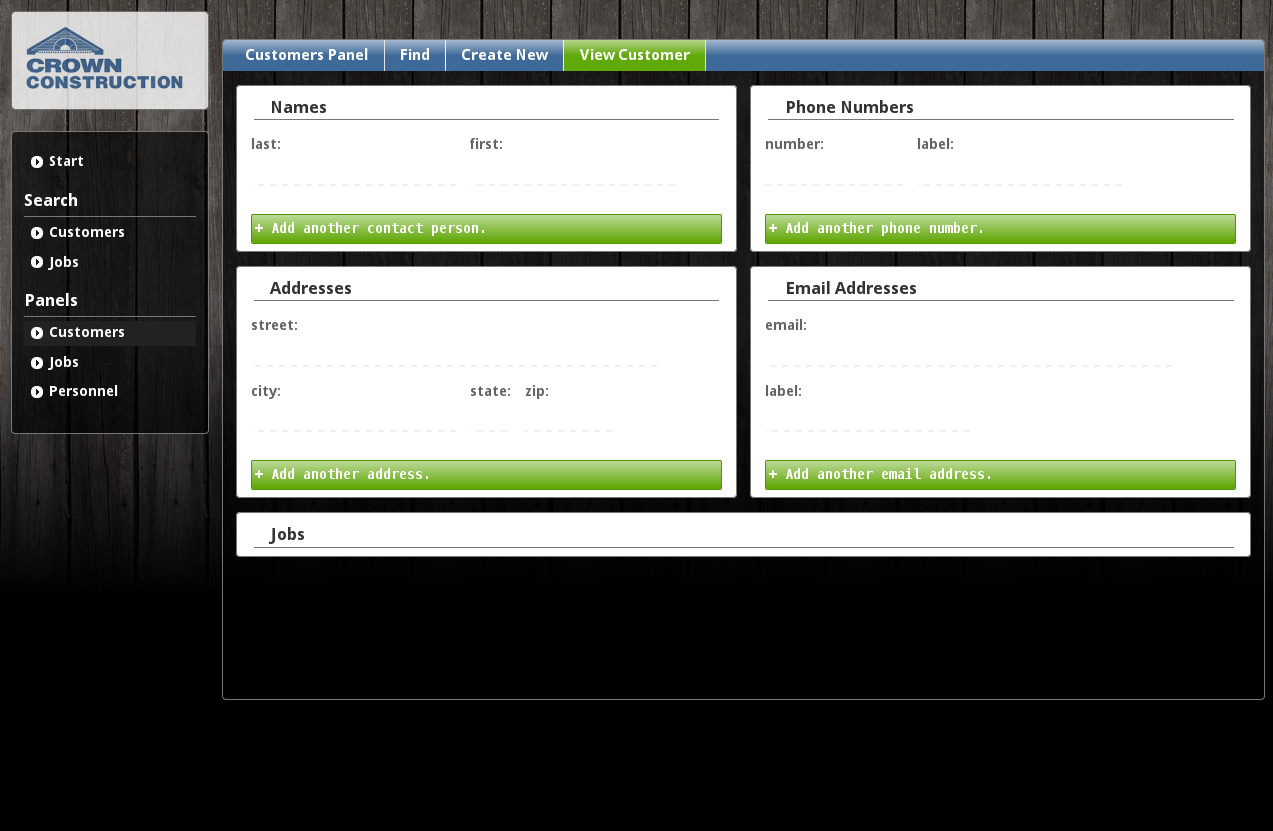 CROWN
CONSTRUCTION
Start
Search
Customers
Jobs
Panels
Customers
Jobs
Personnel
Customers Panel Find Create New View Customer
Names
last: first:
+ Add another contact person.
Phone Numbers
number: label:
+ Add another phone number.
Addresses
street:
city: state: zip:
+ Add another address.
Email Addresses
email:
label:
+ Add another email address.
Jobs